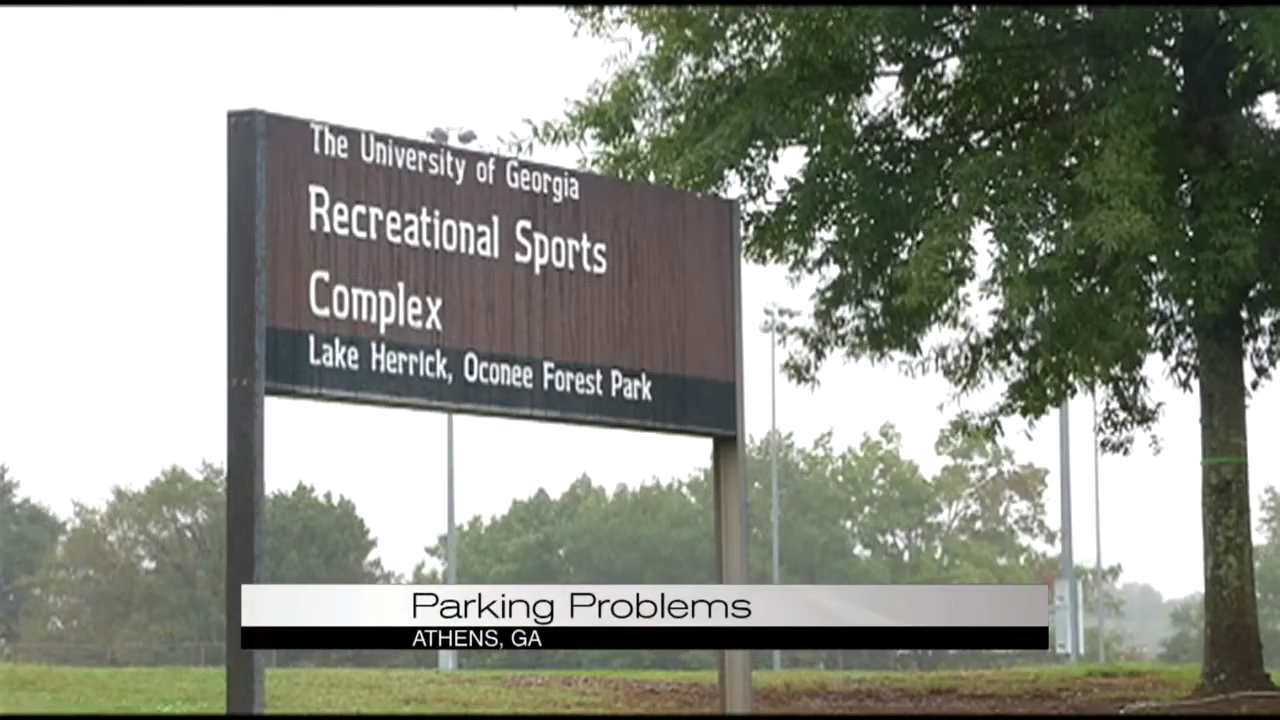 The University of Georgia
Recreational Sports
Complex
Lake Herrick, Oconee Forest Park
Parking Problems
ATHENS, GA